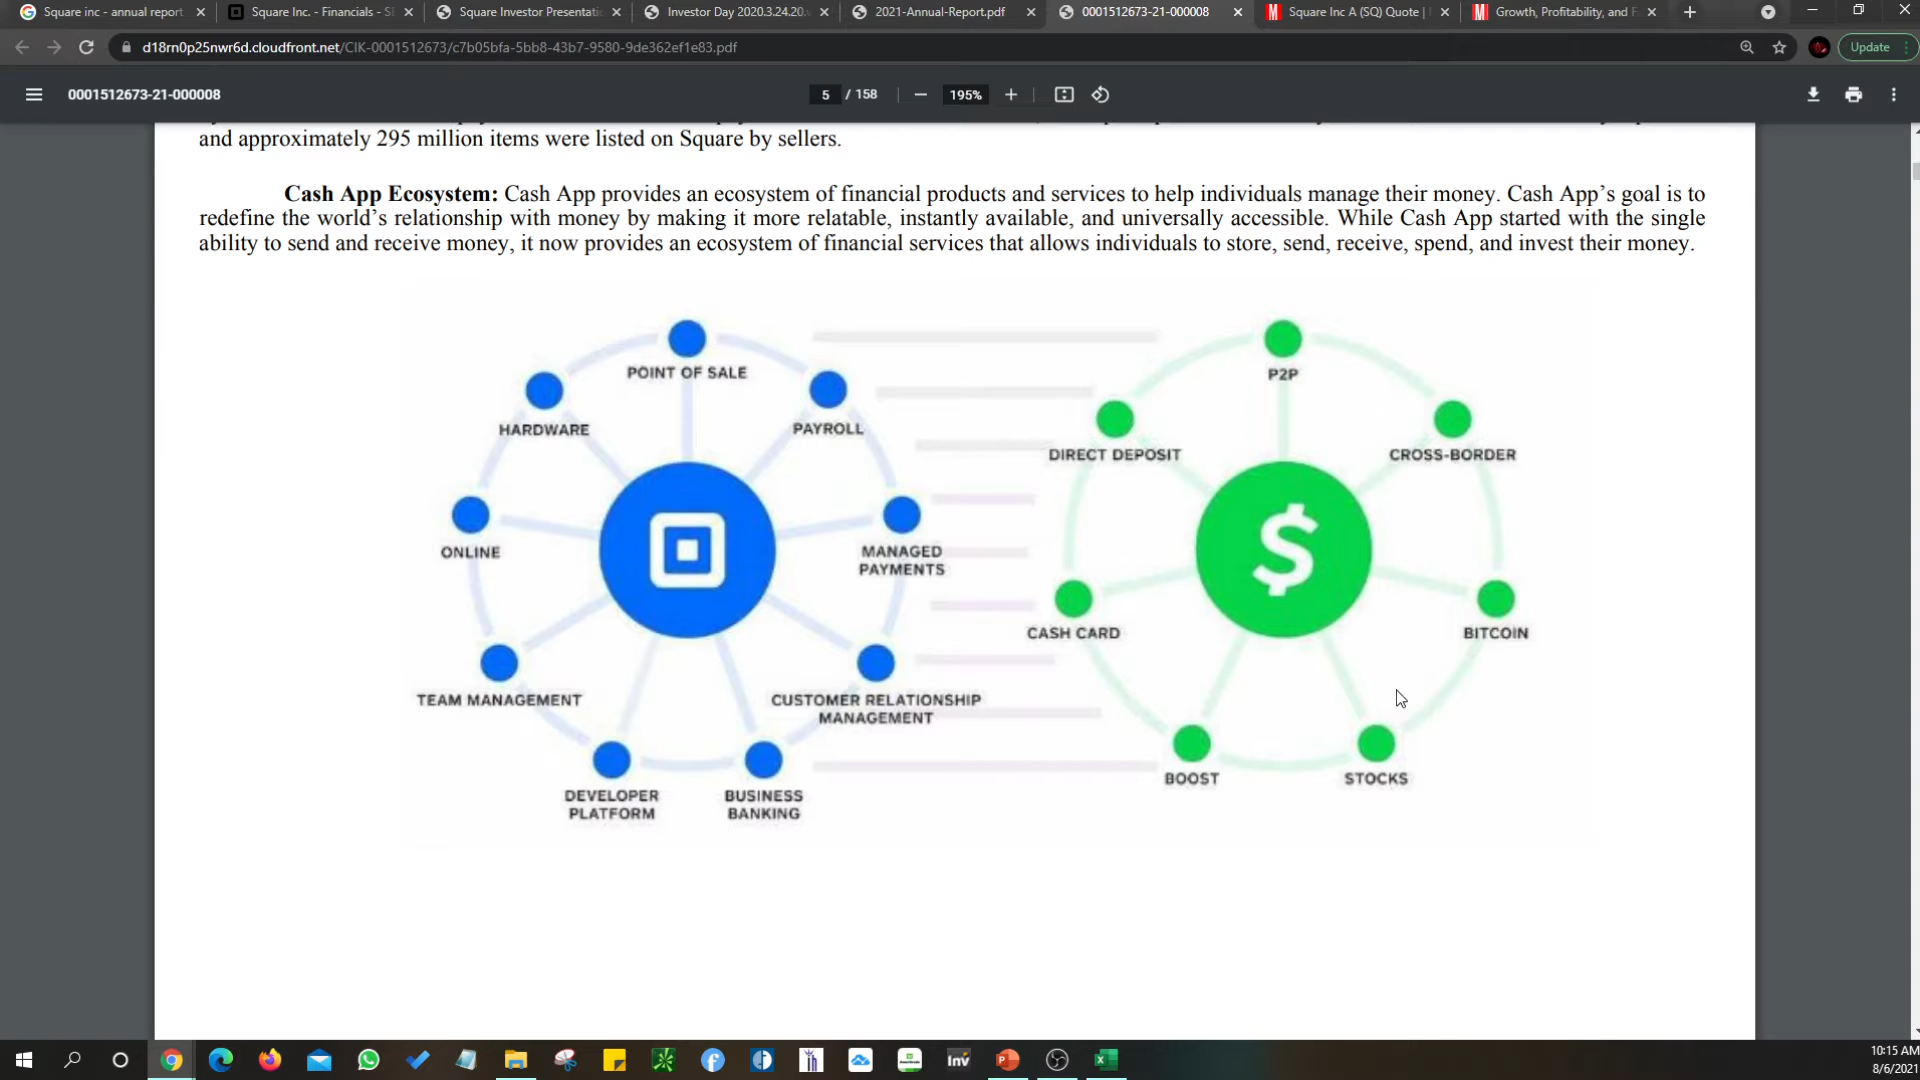 Square inc - annual report
Square Inc. - Financials - S
Square Investor Presentati
Investor Day 2020.3.24.20.
2021-Annual-Report.pdf
0001512673-21-000008
Square Inc A (SQ) Quote |
Growth, Profitability, and F
d18rn0p25nwr6d.cloudfront.net/CIK-0001512673/c7b05bfa-5bb8-43b7-9580-9de362ef1e83.pdf
Update
0001512673-21-000008
5 / 158
195%
and approximately 295 million items were listed on Square by sellers.
Cash App Ecosystem: Cash App provides an ecosystem of financial products and services to help individuals manage their money. Cash App’s goal is to
redefine the world’s relationship with money by making it more relatable, instantly available, and universally accessible. While Cash App started with the single
ability to send and receive money, it now provides an ecosystem of financial services that allows individuals to store, send, receive, spend, and invest their money.
POINT OF SALE
HARDWARE
PAYROLL
ONLINE
MANAGED
PAYMENTS
TEAM MANAGEMENT
CUSTOMER RELATIONSHIP
MANAGEMENT
DEVELOPER
PLATFORM
BUSINESS
BANKING
P2P
DIRECT DEPOSIT
CROSS-BORDER
$
CASH CARD
BITCOIN
BOOST
STOCKS
Inv
10:15 AM
8/6/2021